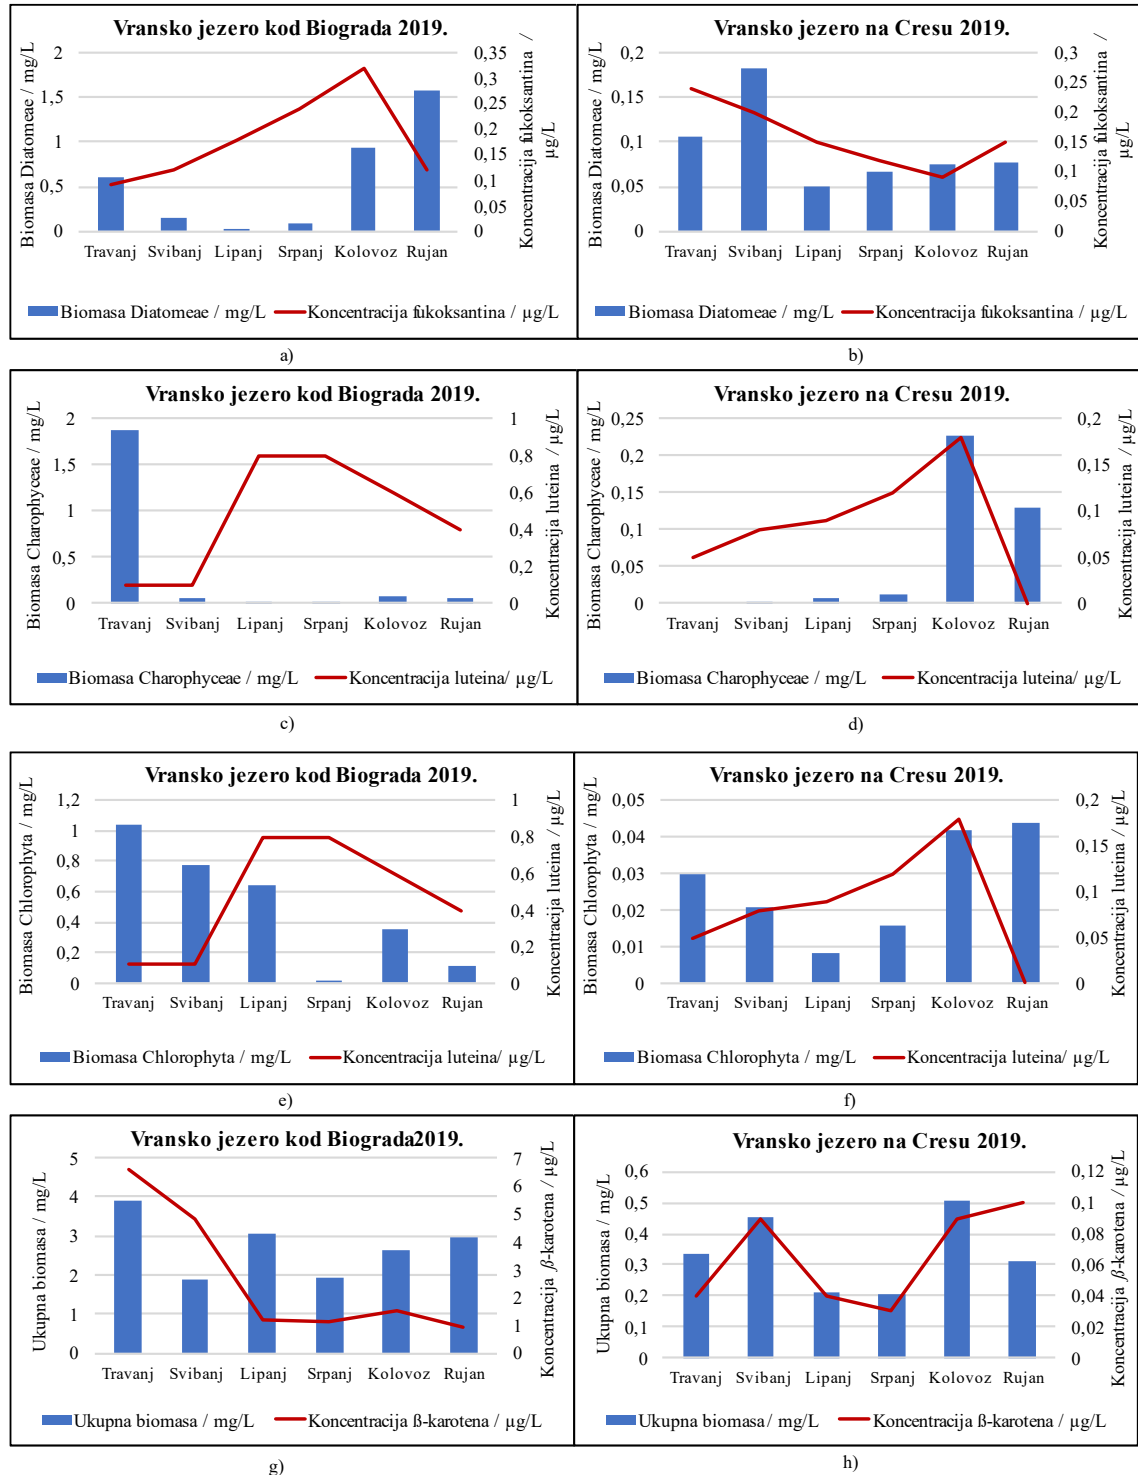 Vransko jezero kod Biograda 2019.
Biomasa Diatomeae / mg/L
2
1,5
1
0,5
0
0,35
0,3
0,25
0,2
0,15
0,1
0,05
0
Koncentracija fukoksantina / µg/L
Travanj Svibanj Lipanj Srpanj Kolovoz Rujan
Biomasa Diatomeae / mg/L Koncentracija fukoksantina / µg/L
a)
Vransko jezero na Cresu 2019.
Biomasa Diatomeae / mg/L
0,2
0,15
0,1
0,05
0
0,3
0,25
0,2
0,15
0,1
0,05
0
Koncentracija fukoksantina / µg/L
Travanj Svibanj Lipanj Srpanj Kolovoz Rujan
Biomasa Diatomeae / mg/L Koncentracija fukoksantina / µg/L
b)
Vransko jezero kod Biograda 2019.
Biomasa Charophyceae / mg/L
2
1,5
1
0,5
0
1
0,8
0,6
0,4
0,2
0
Koncentracija luteina / µg/L
Travanj Svibanj Lipanj Srpanj Kolovoz Rujan
Biomasa Charophyceae / mg/L Koncentracija luteina/ µg/L
c)
Vransko jezero na Cresu 2019.
Biomasa Charophyceae / mg/L
0,25
0,2
0,15
0,1
0,05
0
0,2
0,15
0,1
0,05
0
Koncentracija luteina / µg/L
Travanj Svibanj Lipanj Srpanj Kolovoz Rujan
Biomasa Charophyceae / mg/L Koncentracija luteina/ µg/L
d)
Vransko jezero kod Biograda 2019.
Biomasa Chlorophyta / mg/L
1,2
1
0,8
0,6
0,4
0,2
0
1
0,8
0,6
0,4
0,2
0
Koncentracija luteina / µg/L
Travanj Svibanj Lipanj Srpanj Kolovoz Rujan
Biomasa Chlorophyta / mg/L Koncentracija luteina/ µg/L
e)
Vransko jezero na Cresu 2019.
Biomasa Chlorophyta / mg/L
0,05
0,04
0,03
0,02
0,01
0
0,2
0,15
0,1
0,05
0
Koncentracija luteina / µg/L
Travanj Svibanj Lipanj Srpanj Kolovoz Rujan
Biomasa Chlorophyta / mg/L Koncentracija luteina/ µg/L
f)
Vransko jezero kod Biograda2019.
Ukupna biomasa / mg/L
5
4
3
2
1
0
7
6
5
4
3
2
1
0
Koncentracija β-karotena / µg/L
Travanj Svibanj Lipanj Srpanj Kolovoz Rujan
Ukupna biomasa / mg/L Koncentracija ß-karotena / µg/L
g)
Vransko jezero na Cresu 2019.
Ukupna biomasa / mg/L
0,6
0,5
0,4
0,3
0,2
0,1
0
0,12
0,1
0,08
0,06
0,04
0,02
0
Koncentracija β-karotena / µg/L
Travanj Svibanj Lipanj Srpanj Kolovoz Rujan
Ukupna biomasa / mg/L Koncentracija ß-karotena / µg/L
h)